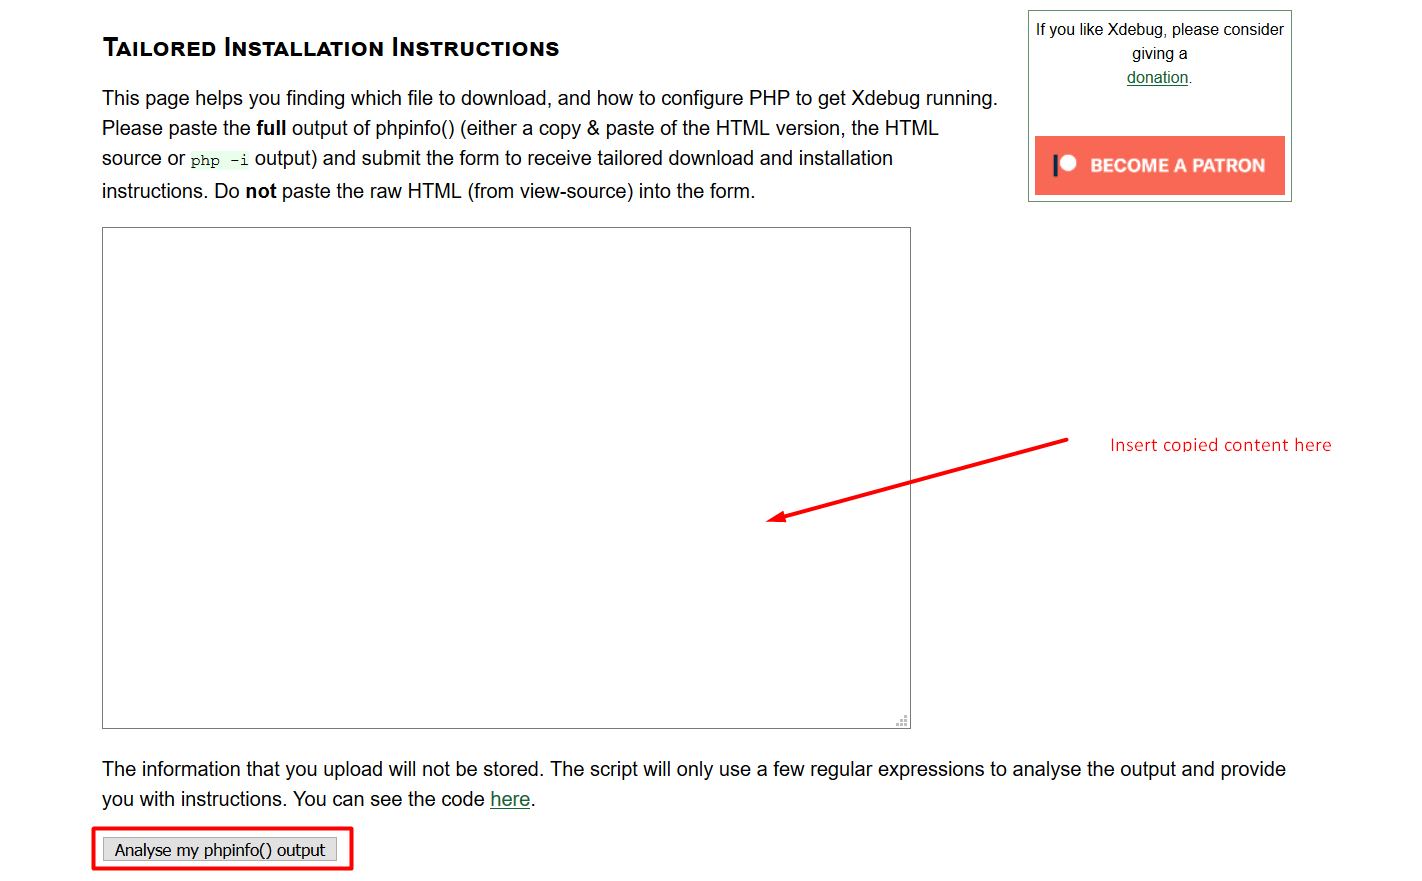 Tailored Installation Instructions
This page helps you finding which file to download, and how to configure PHP to get Xdebug running.
Please paste the full output of phpinfo() (either a copy & paste of the HTML version, the HTML
source or php -i output) and submit the form to receive tailored download and installation
instructions. Do not paste the raw HTML (from view-source) into the form.
If you like Xdebug, please consider
giving a
donation.
BECOME A PATRON
Insert copied content here
The information that you upload will not be stored. The script will only use a few regular expressions to analyse the output and provide
you with instructions. You can see the code here.
Analyse my phpinfo() output